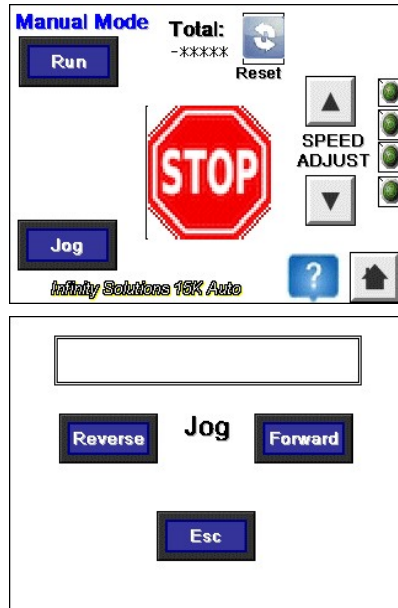 Manual Mode
Total:
-*****
Run
Reset
STOP
SPEED
ADJUST
Jog
?
Infinity Solutions 15K Auto
Jog
Reverse
Forward
Esc